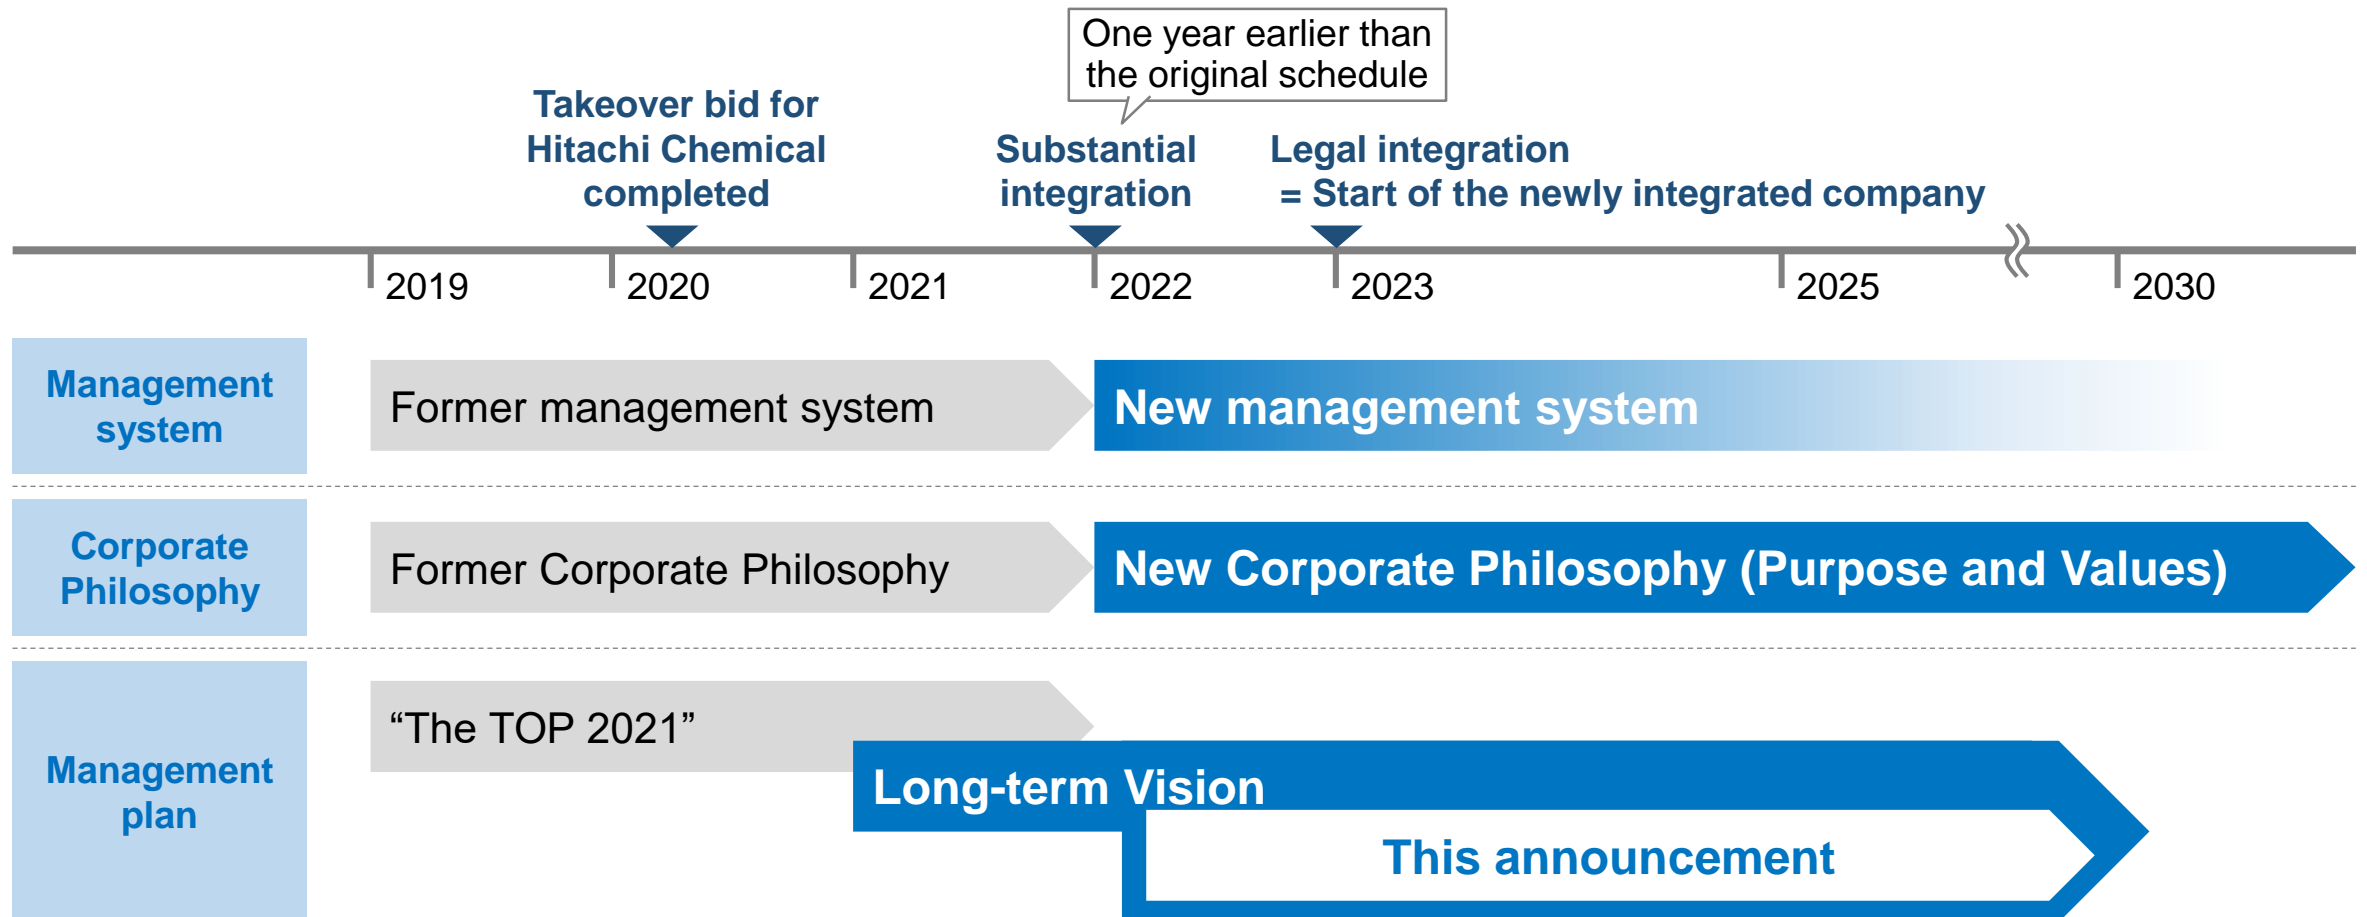 One year earlier than
the original schedule
Takeover bid for
Hitachi Chemical
completed
Substantial
integration
Legal integration
= Start of the newly integrated company
2019
2020
2021
2022
2023
2025
2030
Management
system
Former management system
New management system
Corporate
Philosophy
Former Corporate Philosophy
New Corporate Philosophy (Purpose and Values)
Management
plan
“The TOP 2021”
Long-term Vision
This announcement